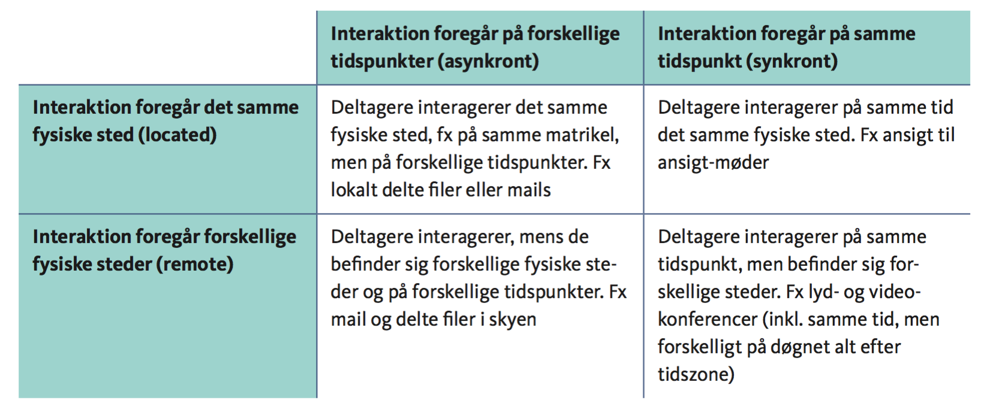 Interaktion foregår på forskellige
tidspunkter (asynkront)
Interaktion foregår på samme
tidspunkt (synkront)
Interaktion foregår det samme
fysiske sted (located)
Deltagere interagerer det samme
fysiske sted, fx på samme matrikel,
men på forskellige tidspunkter. Fx
lokalt delte filer eller mails
Deltagere interagerer på samme tid
det samme fysiske sted. Fx ansigt til
ansigt-møder
Interaktion foregår forskellige
fysiske steder (remote)
Deltagere interagerer, mens de
befinder sig forskellige fysiske ste-
der og på forskellige tidspunkter. Fx
mail og delte filer i skyen
Deltagere interagerer på samme
tidspunkt, men befinder sig for-
skellige steder. Fx lyd- og video-
konferencer (inkl. samme tid, men
forskelligt på døgnet alt efter
tidszone)